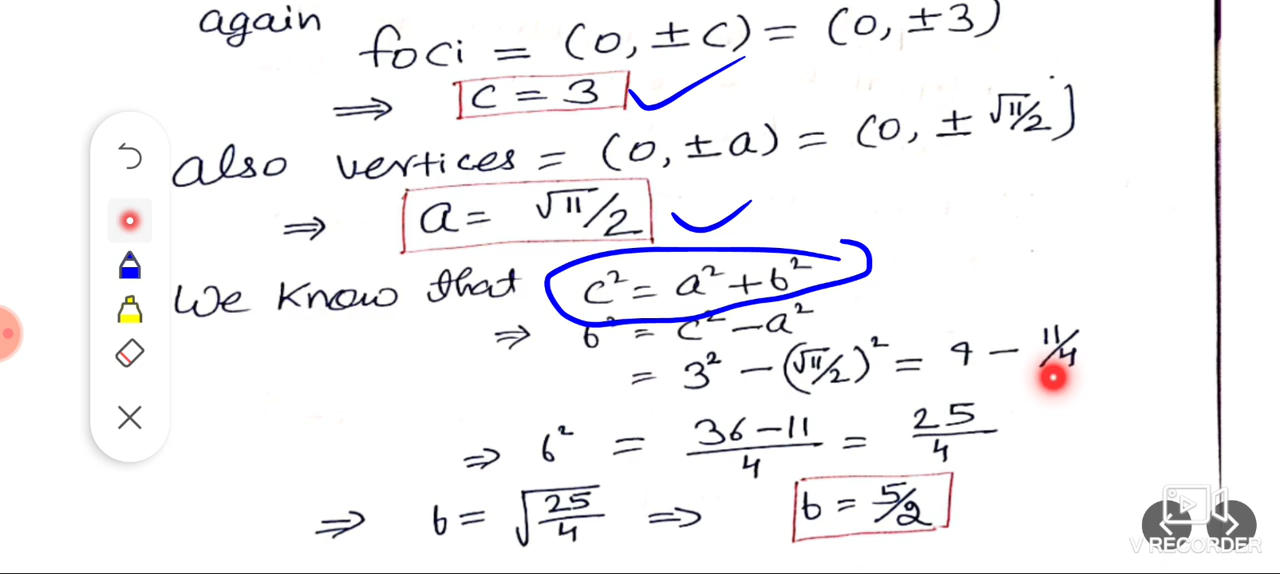 again
foci = (0, ±c) = (0, ±3)
⇒ c = 3
also vertices = (0, ±a) = (0, ± √11/2)
⇒ a = √11/2
We know that c² = a² + b²
⇒ b² = c² - a²
= 3² - (√11/2)² = 9 - 11/4
⇒ b² = 36-11/4 = 25/4
⇒ b = √25/4 ⇒ b = 5/2
V RECORDER